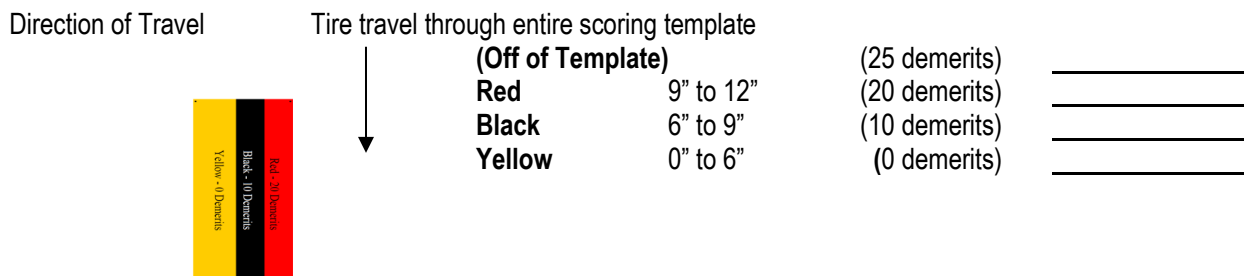 Direction of Travel Tire travel through entire scoring template
(Off of Template) (25 demerits)
Red 9” to 12” (20 demerits)
Black 6” to 9” (10 demerits)
Yellow 0” to 6” (0 demerits)
Yellow - 0 Demerits
Black - 10 Demerits
Red - 20 Demerits